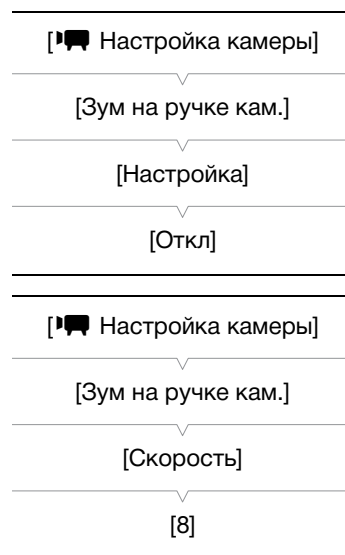 [ Настройка камеры]
[Зум на ручке кам.]
[Настройка]
[Откл]
[ Настройка камеры]
[Зум на ручке кам.]
[Скорость]
[8]